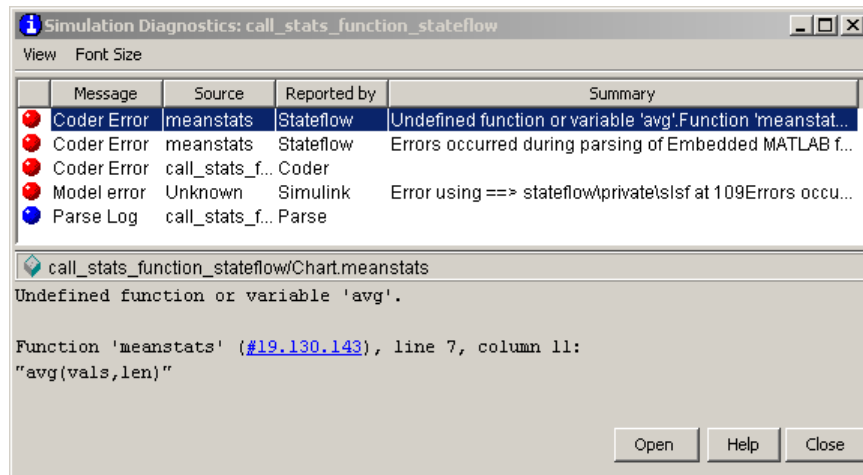 Simulation Diagnostics: call_stats_function_stateflow
View Font Size
Message Source Reported by Summary
Coder Error meanstats Stateflow Undefined function or variable 'avg'.Function 'meanstat...
Coder Error meanstats Stateflow Errors occurred during parsing of Embedded MATLAB f...
Coder Error call_stats_f... Coder
Model error Unknown Simulink Error using ==> stateflow\private\slsf at 109Errors occu...
Parse Log call_stats_f... Parse
call_stats_function_stateflow/Chart.meanstats
Undefined function or variable 'avg'.
Function 'meanstats' (#19.130.143), line 7, column 11:
"avg(vals,len)"
Open Help Close